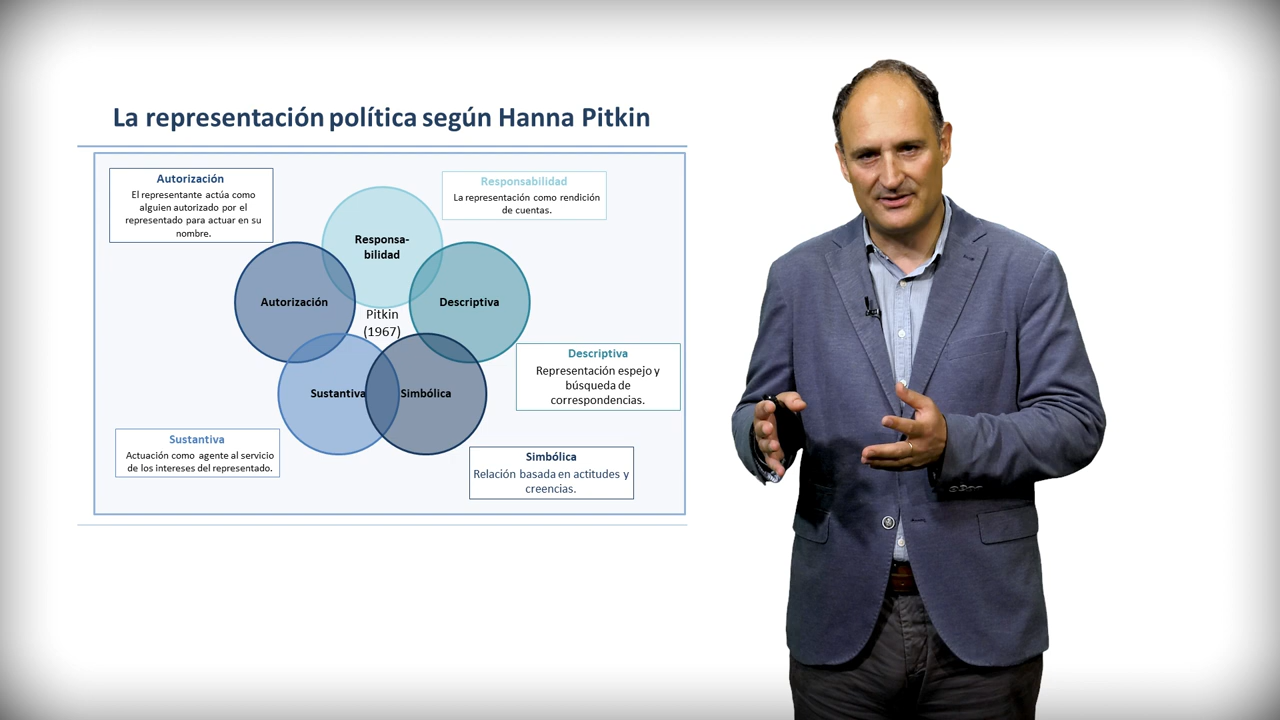 La representación política según Hanna Pitkin
Autorización
El representante actúa como
alguien autorizado por el
representado para actuar en su
nombre.
Responsabilidad
La representación como rendición
de cuentas.
Responsa-
bilidad
Autorización
Descriptiva
Pitkin
(1967)
Sustantiva
Simbólica
Descriptiva
Representación espejo y
búsqueda de
correspondencias.
Sustantiva
Actuación como agente al servicio
de los intereses del representado.
Simbólica
Relación basada en actitudes y
creencias.